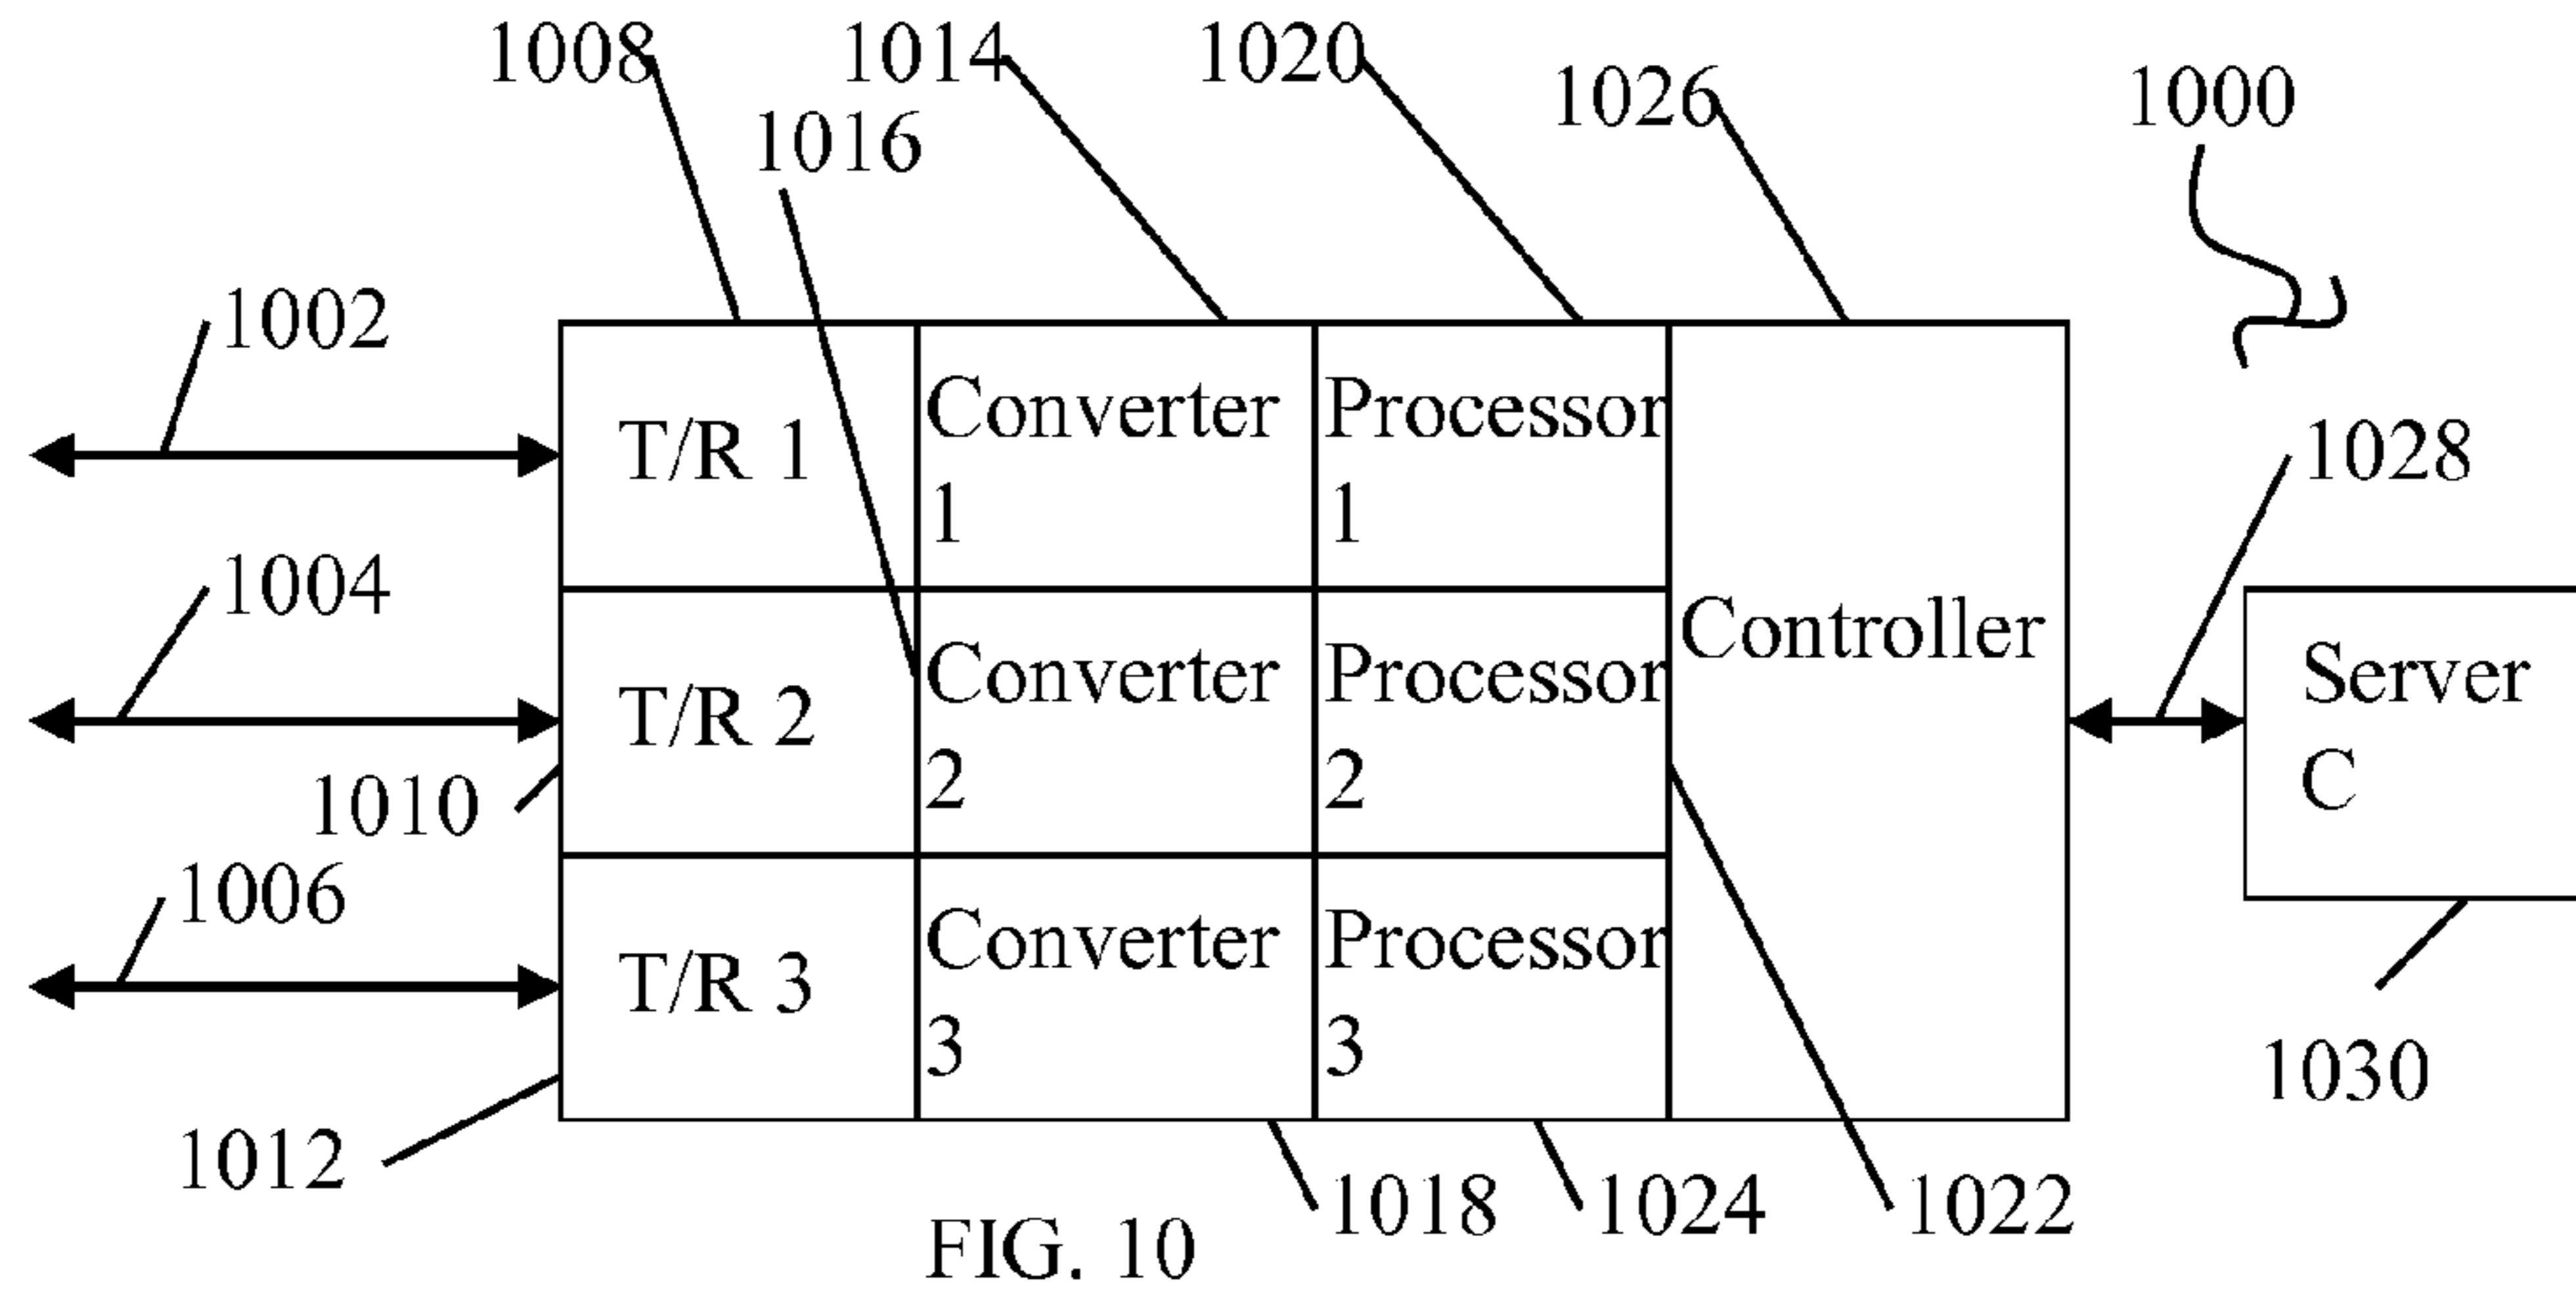 1008
1014
1020
1026
1000
1016
1002
T/R 1
Converter
1
Processor
1
1028
1004
T/R 2
Converter
2
Processor
2
Controller
Server
C
1010
1006
T/R 3
Converter
3
Processor
3
1030
1012
1018
1024
1022
FIG. 10